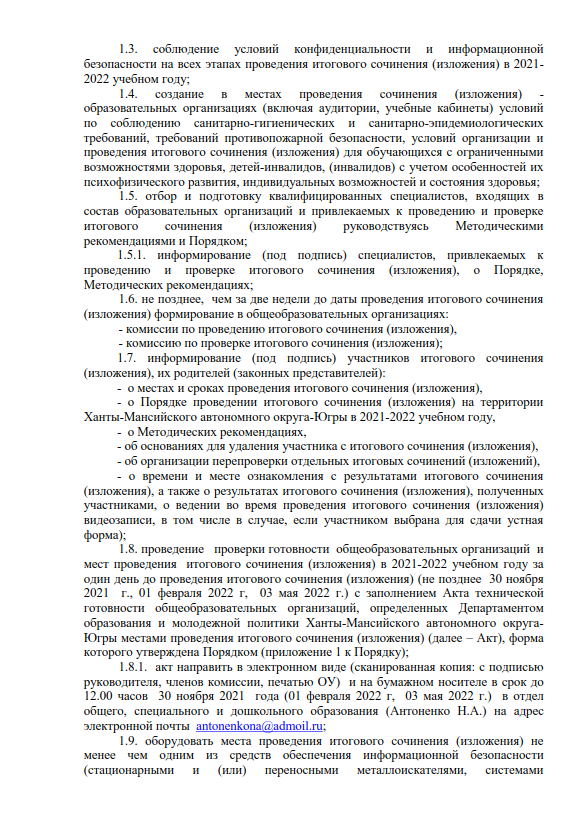 1.3. соблюдение условий конфиденциальности и информационной
безопасности на всех этапах проведения итогового сочинения (изложения) в 2021-
2022 учебном году;
1.4. создание в местах проведения сочинения (изложения) -
образовательных организациях (включая аудитории, учебные кабинеты) условий
по соблюдению санитарно-гигиенических и санитарно-эпидемиологических
требований, требований противопожарной безопасности, условий организации и
проведения итогового сочинения (изложения) для обучающихся с ограниченными
возможностями здоровья, детей-инвалидов, (инвалидов) с учетом особенностей их
психофизического развития, индивидуальных возможностей и состояния здоровья;
1.5. отбор и подготовку квалифицированных специалистов, входящих в
состав образовательных организаций и привлекаемых к проведению и проверке
итогового сочинения (изложения) руководствуясь Методическими
рекомендациями и Порядком;
1.5.1. информирование (под подпись) специалистов, привлекаемых к
проведению и проверке итогового сочинения (изложения), о Порядке,
Методических рекомендациях;
1.6. не позднее, чем за две недели до даты проведения итогового сочинения
(изложения) формирование в общеобразовательных организациях:
- комиссии по проведению итогового сочинения (изложения),
- комиссию по проверке итогового сочинения (изложения);
1.7. информирование (под подпись) участников итогового сочинения
(изложения), их родителей (законных представителей):
- о местах и сроках проведения итогового сочинения (изложения),
- о Порядке проведении итогового сочинения (изложения) на территории
Ханты-Мансийского автономного округа-Югры в 2021-2022 учебном году,
- о Методических рекомендациях,
- об основаниях для удаления участника с итогового сочинения (изложения),
- об организации перепроверки отдельных итоговых сочинений (изложений),
- о времени и месте ознакомления с результатами итогового сочинения
(изложения), а также о результатах итогового сочинения (изложения), полученных
участниками, о ведении во время проведения итогового сочинения (изложения)
видеозаписи, в том числе в случае, если участником выбрана для сдачи устная
форма);
1.8. проведение проверки готовности общеобразовательных организаций и
мест проведения итогового сочинения (изложения) в 2021-2022 учебном году за
один день до проведения итогового сочинения (изложения) (не позднее 30 ноября
2021 г., 01 февраля 2022 г, 03 мая 2022 г.) с заполнением Акта технической
готовности общеобразовательных организаций, определенных Департаментом
образования и молодежной политики Ханты-Мансийского автономного округа-
Югры местами проведения итогового сочинения (изложения) (далее – Акт), форма
которого утверждена Порядком (приложение 1 к Порядку);
1.8.1. акт направить в электронном виде (сканированная копия: с подписью
руководителя, членов комиссии, печатью ОУ) и на бумажном носителе в срок до
12.00 часов 30 ноября 2021 года (01 февраля 2022 г, 03 мая 2022 г.) в отдел
общего, специального и дошкольного образования (Антоненко Н.А.) на адрес
электронной почты antonenkona@admoil.ru;
1.9. оборудовать места проведения итогового сочинения (изложения) не
менее чем одним из средств обеспечения информационной безопасности
(стационарными и (или) переносными металлоискателями, системами